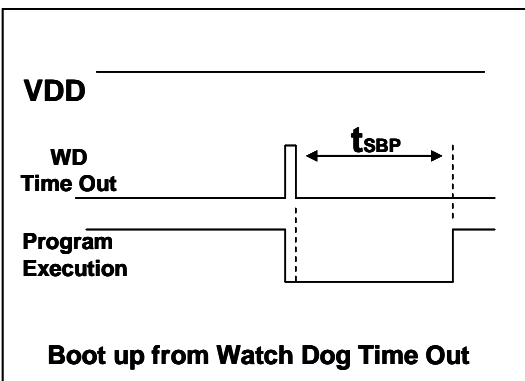 VDD
tSBP
WD
Time Out
Program
Execution
Boot up from Watch Dog Time Out